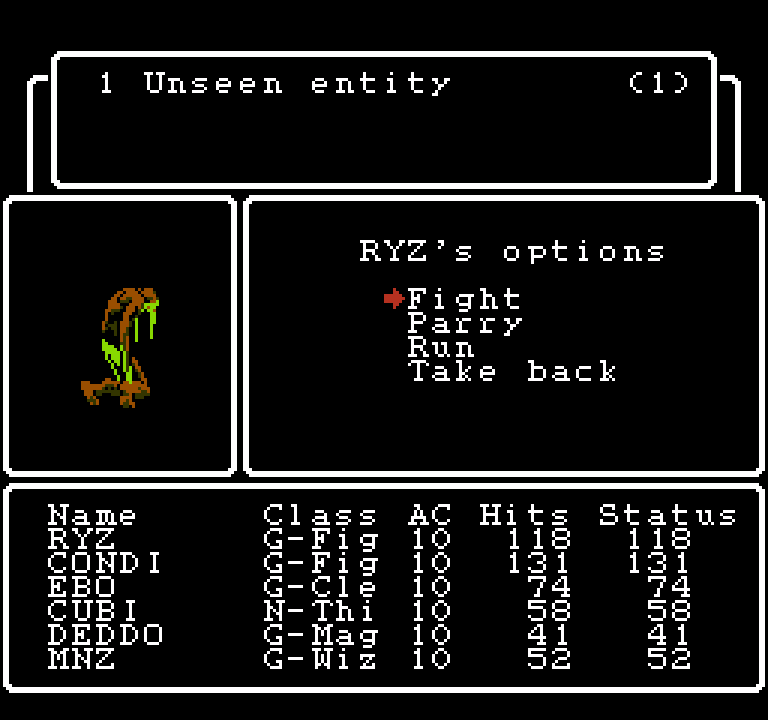 1 Unseen entity (1)
RYZ's options
Fight
Parry
Run
Take back
Name Class AC Hits Status
RYZ G-Fig 10 118 118
CONDI G-Fig 10 131 131
EBO G-Cle 10 74 74
CUBI N-Thi 10 58 58
DEDDO G-Mag 10 41 41
MNZ G-Wiz 10 52 52